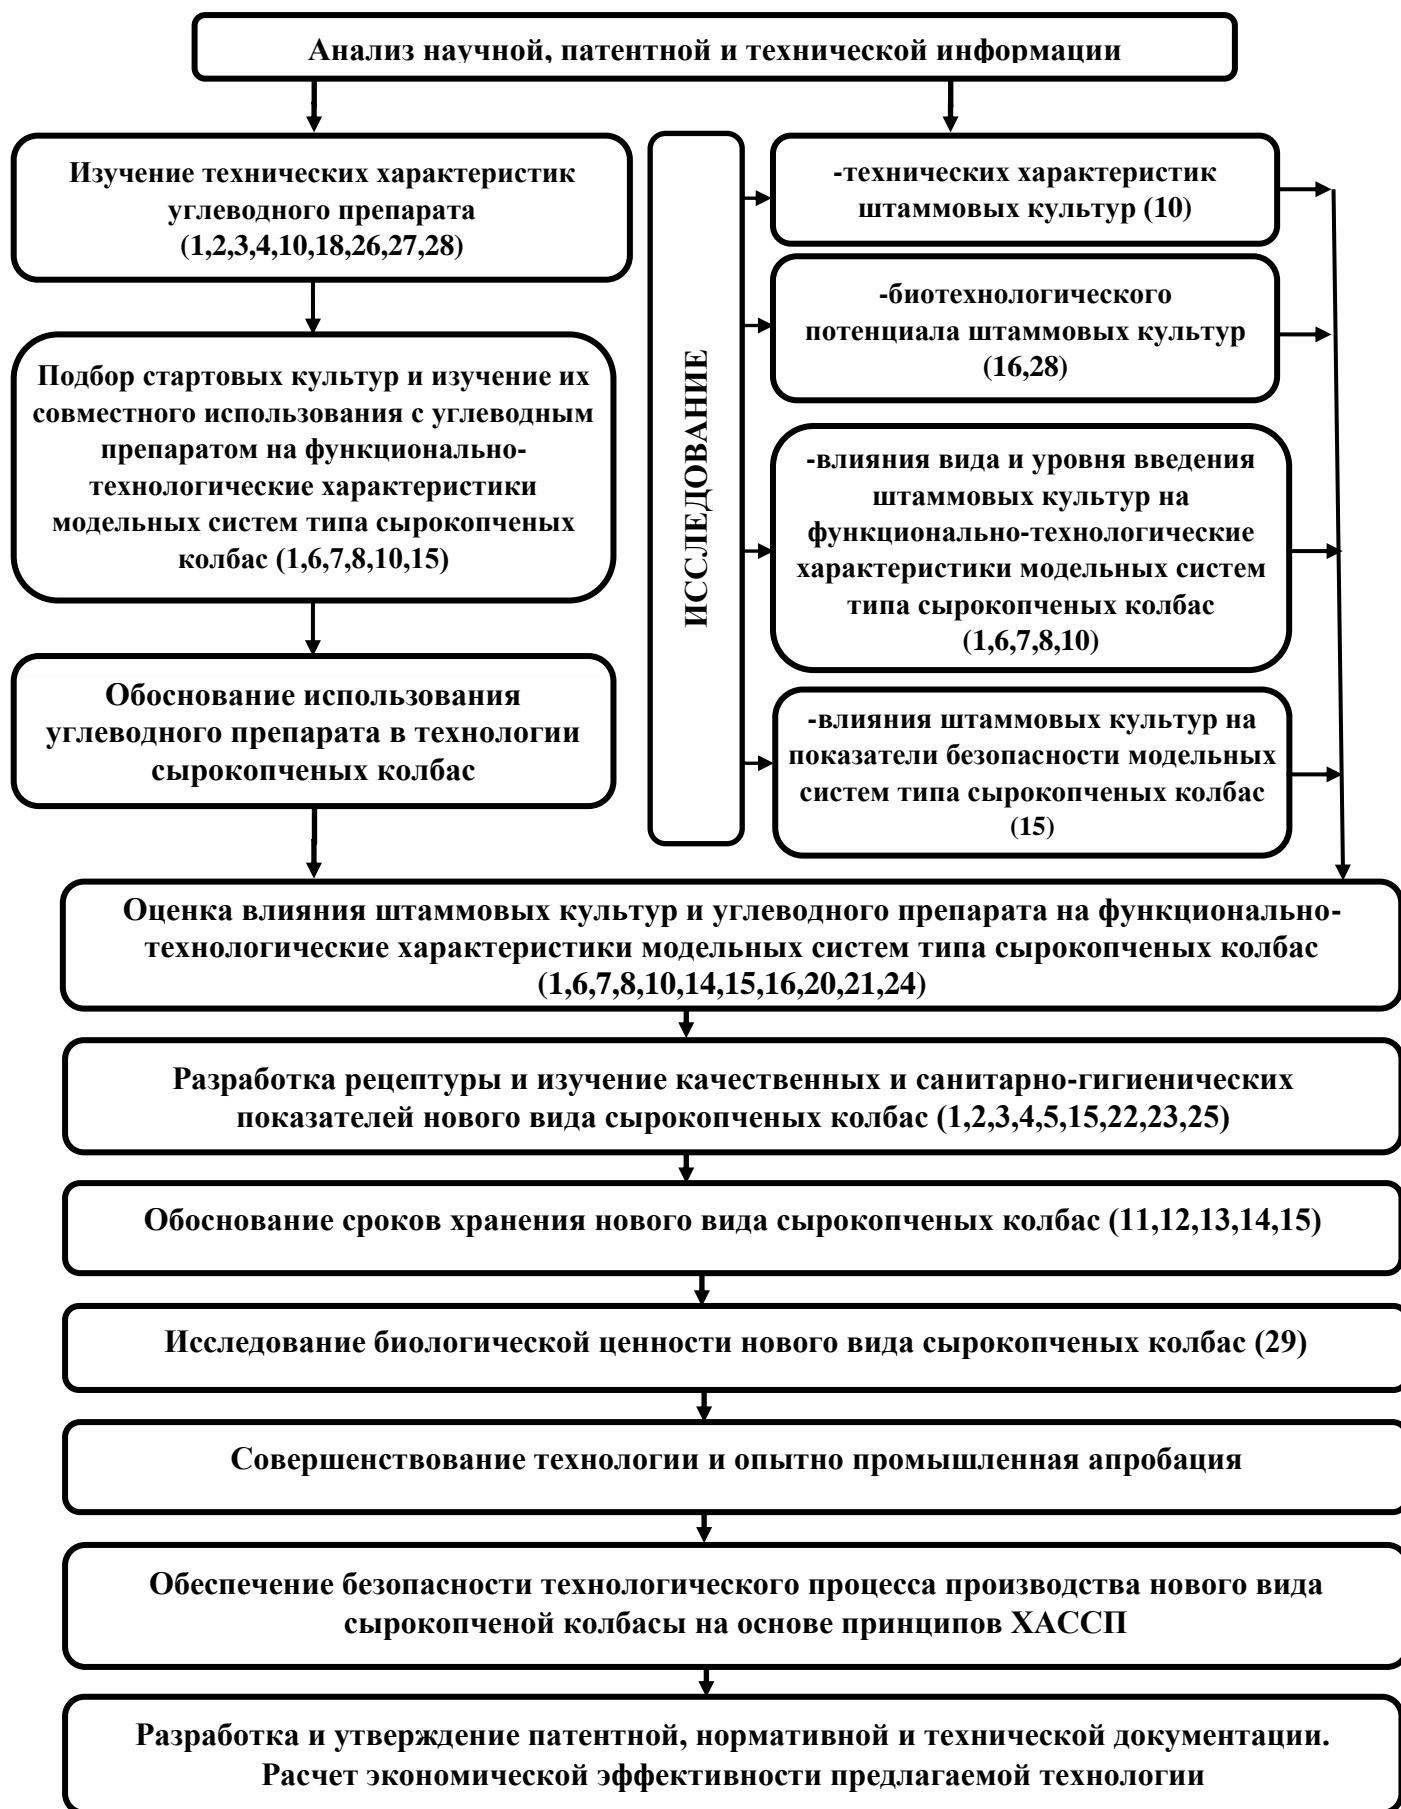 Анализ научной, патентной и технической информации
Изучение технических характеристик
углеводного препарата
(1,2,3,4,10,18,26,27,28)
Подбор стартовых культур и изучение их
совместного использования с углеводным
препаратом на функционально-
технологические характеристики
модельных систем типа сырокопченых
колбас (1,6,7,8,10,15)
Обоснование использования
углеводного препарата в технологии
сырокопченых колбас
ИССЛЕДОВАНИЕ
-технических характеристик
штаммовых культур (10)
-биотехнологического
потенциала штаммовых культур
(16,28)
-влияния вида и уровня введения
штаммовых культур на
функционально-технологические
характеристики модельных систем
типа сырокопченых колбас
(1,6,7,8,10)
-влияния штаммовых культур на
показатели безопасности модельных
систем типа сырокопченых колбас
(15)
Оценка влияния штаммовых культур и углеводного препарата на функционально-
технологические характеристики модельных систем типа сырокопченых колбас
(1,6,7,8,10,14,15,16,20,21,24)
Разработка рецептуры и изучение качественных и санитарно-гигиенических
показателей нового вида сырокопченых колбас (1,2,3,4,5,15,22,23,25)
Обоснование сроков хранения нового вида сырокопченых колбас (11,12,13,14,15)
Исследование биологической ценности нового вида сырокопченых колбас (29)
Совершенствование технологии и опытно промышленная апробация
Обеспечение безопасности технологического процесса производства нового вида
сырокопченой колбасы на основе принципов ХАССП
Разработка и утверждение патентной, нормативной и технической документации.
Расчет экономической эффективности предлагаемой технологии